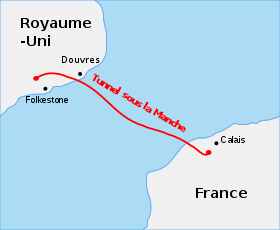 Royaume
-Uni
Douvres
Folkestone
Tunnel sous la Manche
Calais
France